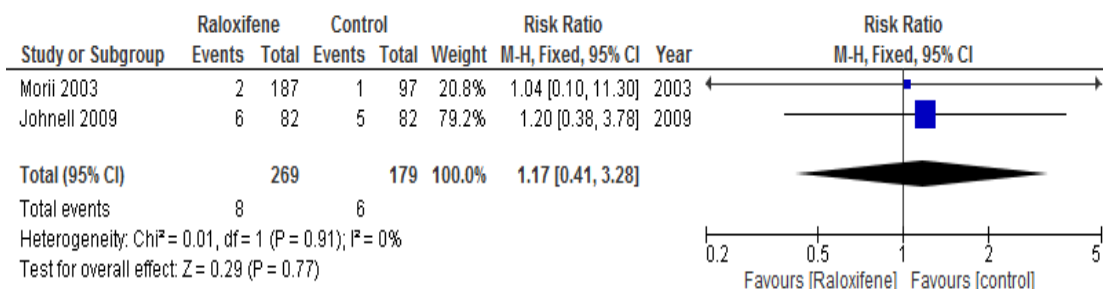 Raloxifene Control Risk Ratio Risk Ratio
Study or Subgroup Events Total Events Total Weight M-H, Fixed, 95% CI Year M-H, Fixed, 95% CI
Morii 2003 2 187 1 97 20.8% 1.04 [0.10, 11.30] 2003
Johnell 2009 6 82 5 82 79.2% 1.20 [0.38, 3.78] 2009
Total (95% CI) 269 179 100.0% 1.17 [0.41, 3.28]
Total events 8 6
Heterogeneity: Chi² = 0.01, df = 1 (P = 0.91); I² = 0%
Test for overall effect: Z = 0.29 (P = 0.77)
0.2 0.5 1 2 5
Favours [Raloxifene] Favours [control]